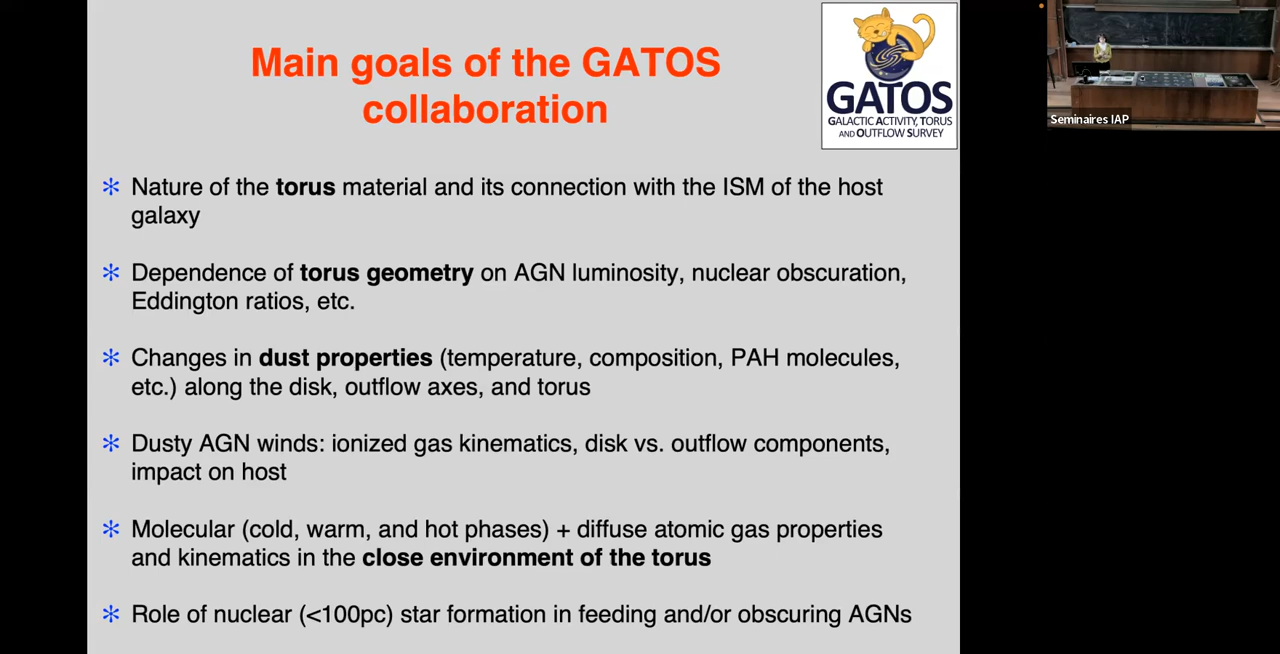 Main goals of the GATOS
collaboration
GATOS
GALACTIC ACTIVITY, TORUS
AND OUTFLOW SURVEY
Seminaires IAP
✻ Nature of the torus material and its connection with the ISM of the host
galaxy
✻ Dependence of torus geometry on AGN luminosity, nuclear obscuration,
Eddington ratios, etc.
✻ Changes in dust properties (temperature, composition, PAH molecules,
etc.) along the disk, outflow axes, and torus
✻ Dusty AGN winds: ionized gas kinematics, disk vs. outflow components,
impact on host
✻ Molecular (cold, warm, and hot phases) + diffuse atomic gas properties
and kinematics in the close environment of the torus
✻ Role of nuclear (<100pc) star formation in feeding and/or obscuring AGNs